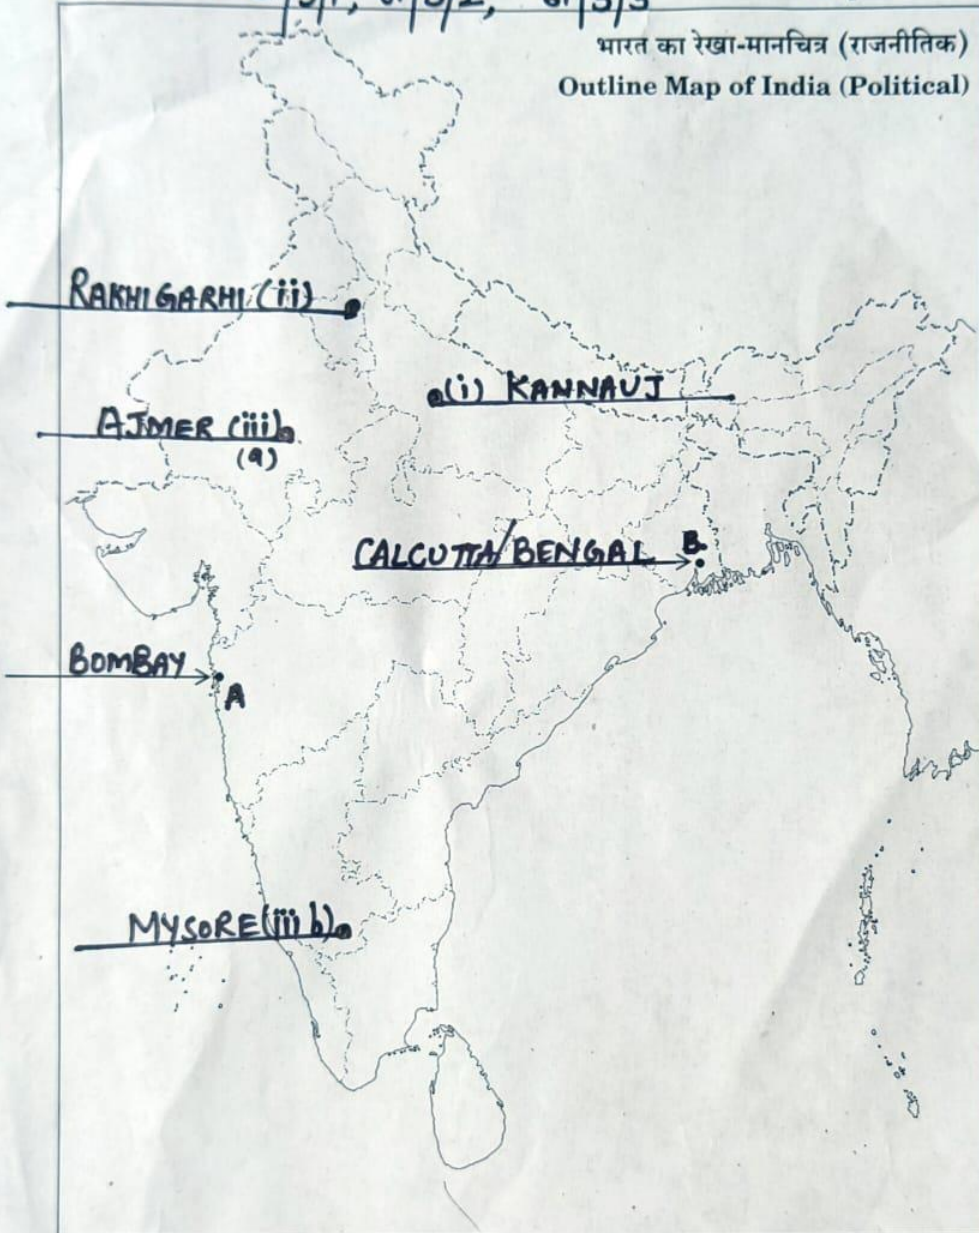 भारत का रेखा-मानचित्र (राजनीतिक)
Outline Map of India (Political)
RAKHIGARHI (ii)
(i) KANNAUJ
AJMER (iii)
(a)
CALCUTTA/BENGAL B
BOMBAY
A
MYSORE (iii b)